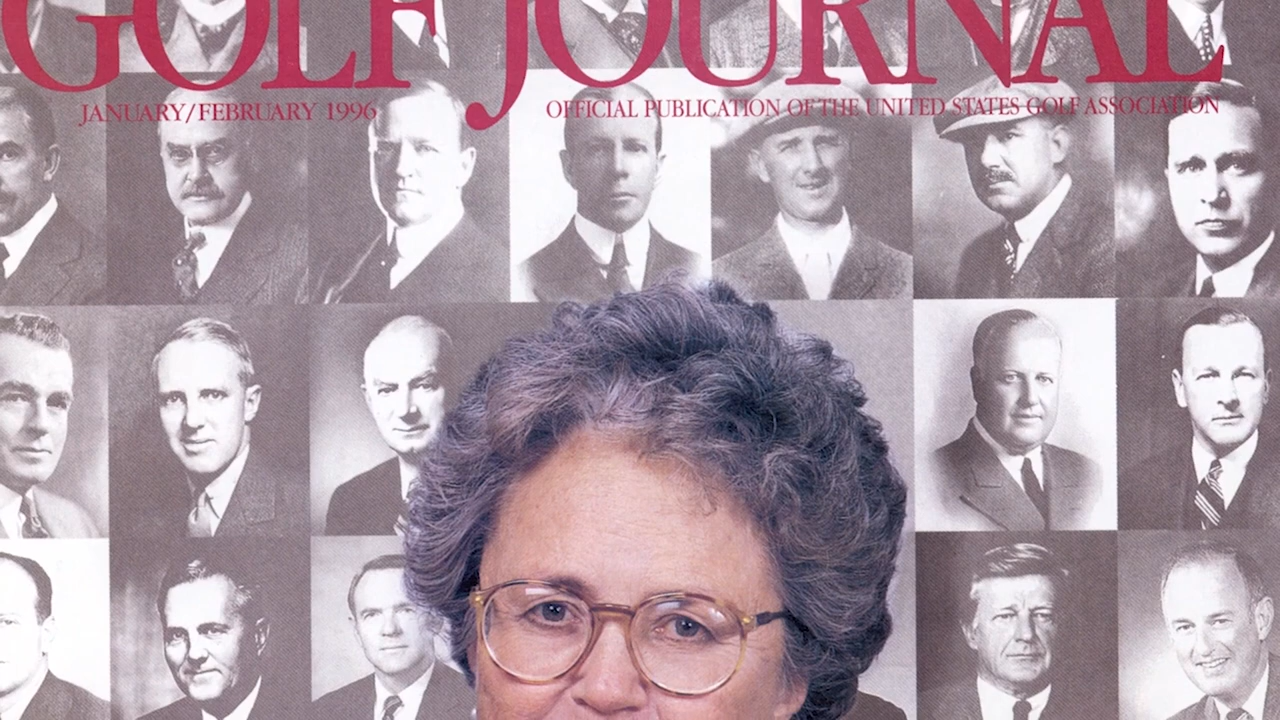 GOLF JOURNAL
JANUARY/FEBRUARY 1996
OFFICIAL PUBLICATION OF THE UNITED STATES GOLF ASSOCIATION